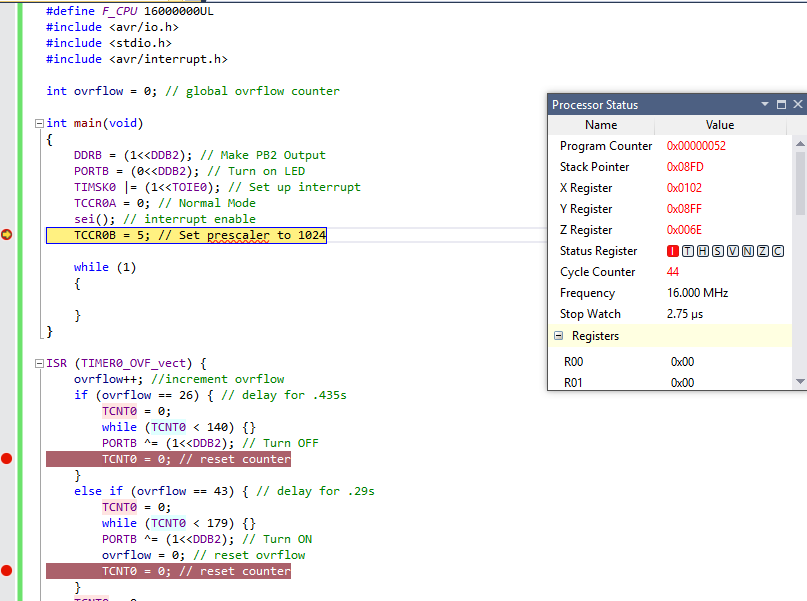 #define F_CPU 16000000UL
#include <avr/io.h>
#include <stdio.h>
#include <avr/interrupt.h>
int ovrflow = 0; // global ovrflow counter
int main(void)
{
DDRB = (1<<DDB2); // Make PB2 Output
PORTB = (0<<DDB2); // Turn on LED
TIMSK0 |= (1<<TOIE0); // Set up interrupt
TCCR0A = 0; // Normal Mode
sei(); // interrupt enable
TCCR0B = 5; // Set prescaler to 1024
while (1)
{
}
}
ISR (TIMER0_OVF_vect) {
ovrflow++; //increment ovrflow
if (ovrflow == 26) { // delay for .435s
TCNT0 = 0;
while (TCNT0 < 140) {}
PORTB ^= (1<<DDB2); // Turn OFF
TCNT0 = 0; // reset counter
}
else if (ovrflow == 43) { // delay for .29s
TCNT0 = 0;
while (TCNT0 < 179) {}
PORTB ^= (1<<DDB2); // Turn ON
ovrflow = 0; // reset ovrflow
TCNT0 = 0; // reset counter
}
Processor Status
Name Value
Program Counter 0x00000052
Stack Pointer 0x08FD
X Register 0x0102
Y Register 0x08FF
Z Register 0x006E
Status Register I T H S V N Z C
Cycle Counter 44
Frequency 16.000 MHz
Stop Watch 2.75 µs
Registers
R00 0x00
R01 0x00